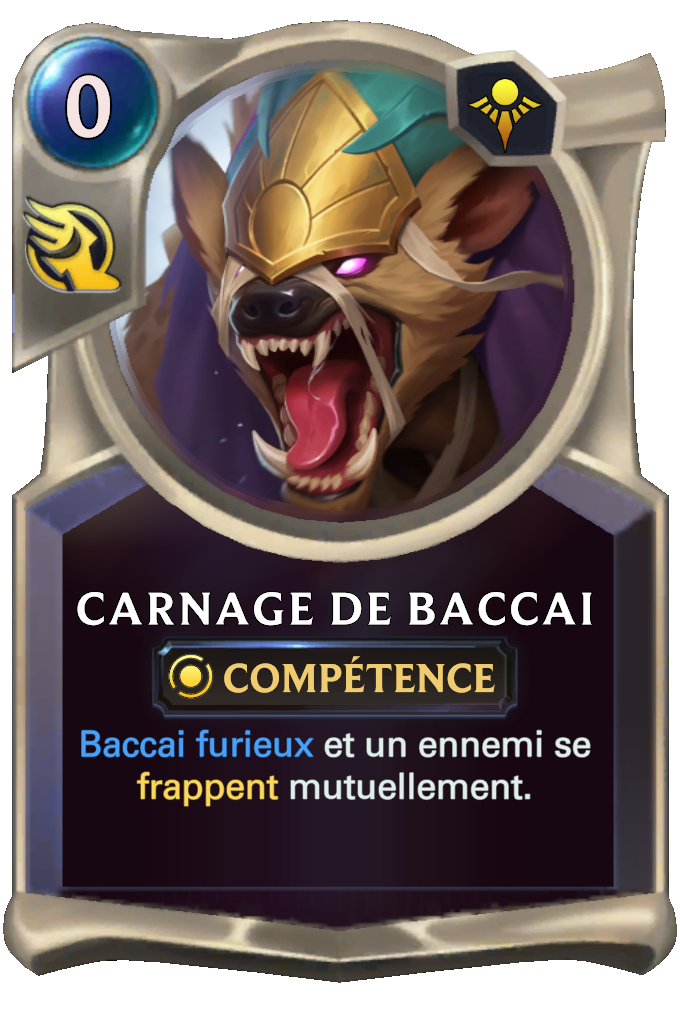 0
CARNAGE DE BACCAI
COMPÉTENCE
Baccai furieux et un ennemi se
frappent mutuellement.